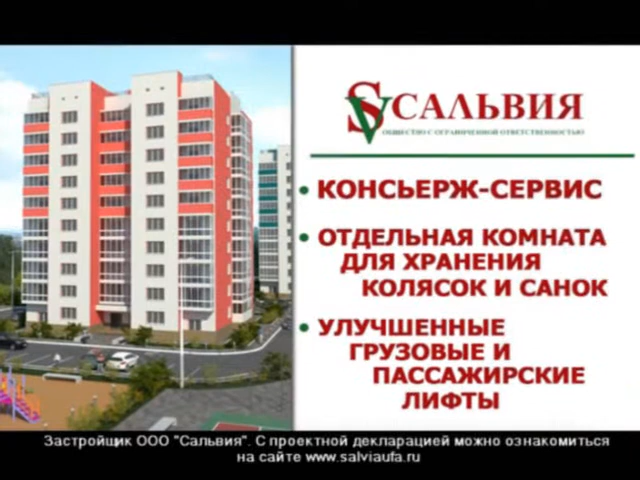 SV САЛЬВИЯ
ОБЩЕСТВО С ОГРАНИЧЕННОЙ ОТВЕТСТВЕННОСТЬЮ
• КОНСЬЕРЖ-СЕРВИС
• ОТДЕЛЬНАЯ КОМНАТА
ДЛЯ ХРАНЕНИЯ
КОЛЯСОК И САНОК
• УЛУЧШЕННЫЕ
ГРУЗОВЫЕ И
ПАССАЖИРСКИЕ
ЛИФТЫ
Застройщик ООО "Сальвия". С проектной декларацией можно ознакомиться
на сайте www.salviaufa.ru